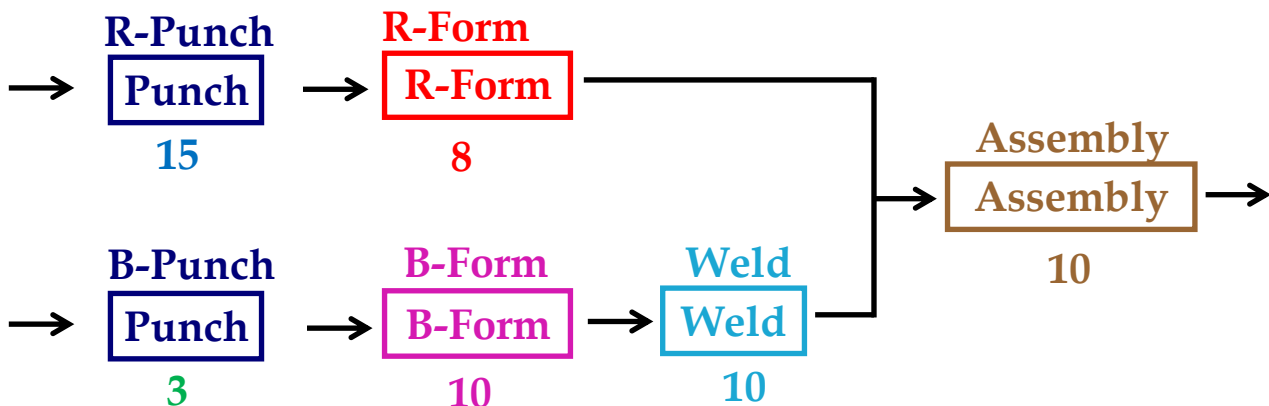 R-Punch
Punch
15
R-Form
R-Form
8
Assembly
Assembly
10
B-Punch
Punch
3
B-Form
B-Form
10
Weld
Weld
10